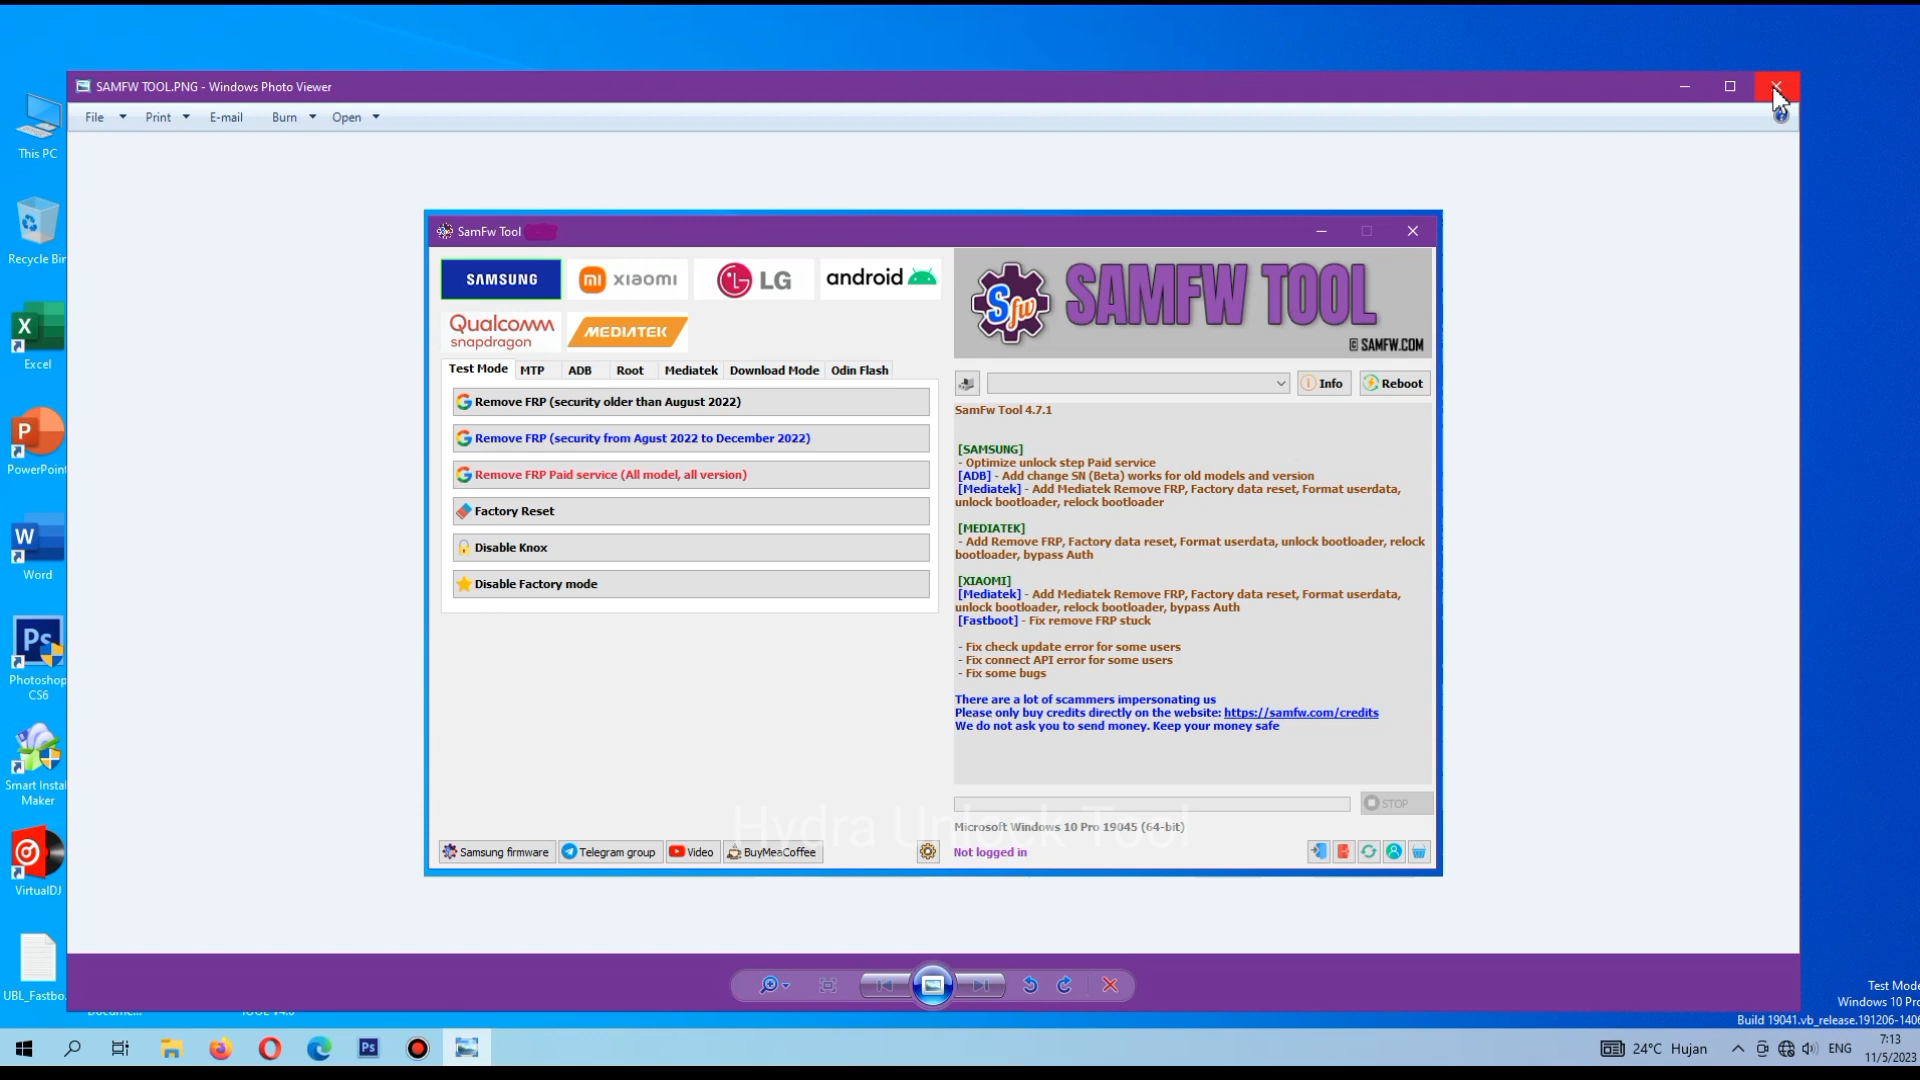 SAMFW TOOL.PNG - Windows Photo Viewer
File Print E-mail Burn Open
This PC
Recycle Bin
Excel
PowerPoint
Word
Photoshop
CS6
Smart Instal
Maker
VirtualDJ
UBL_Fastbo...
SamFw Tool
SAMSUNG xiaomi LG android
Qualcomm
snapdragon
MEDIATEK
Test Mode MTP ADB Root Mediatek Download Mode Odin Flash
Remove FRP (security older than August 2022)
Remove FRP (security from Agust 2022 to December 2022)
Remove FRP Paid service (All model, all version)
Factory Reset
Disable Knox
Disable Factory mode
Samsung firmware Telegram group Video BuyMeaCoffee
Sfw SAMFW TOOL
© SAMFW.COM
Info Reboot
SamFw Tool 4.7.1
[SAMSUNG]
- Optimize unlock step Paid service
[ADB] - Add change SN (Beta) works for old models and version
[Mediatek] - Add Mediatek Remove FRP, Factory data reset, Format userdata,
unlock bootloader, relock bootloader
[MEDIATEK]
- Add Remove FRP, Factory data reset, Format userdata, unlock bootloader, relock
bootloader, bypass Auth
[XIAOMI]
[Mediatek] - Add Mediatek Remove FRP, Factory data reset, Format userdata,
unlock bootloader, relock bootloader, bypass Auth
[Fastboot] - Fix remove FRP stuck
- Fix check update error for some users
- Fix connect API error for some users
- Fix some bugs
There are a lot of scammers impersonating us
Please only buy credits directly on the website: https://samfw.com/credits
We do not ask you to send money. Keep your money safe
STOP
Hydra Unlock Tool
Microsoft Windows 10 Pro 19045 (64-bit)
Not logged in
Test Mode
Windows 10 Pro
Build 19041.vb_release.191206-1406
24°C Hujan
ENG
7:13
11/5/2023